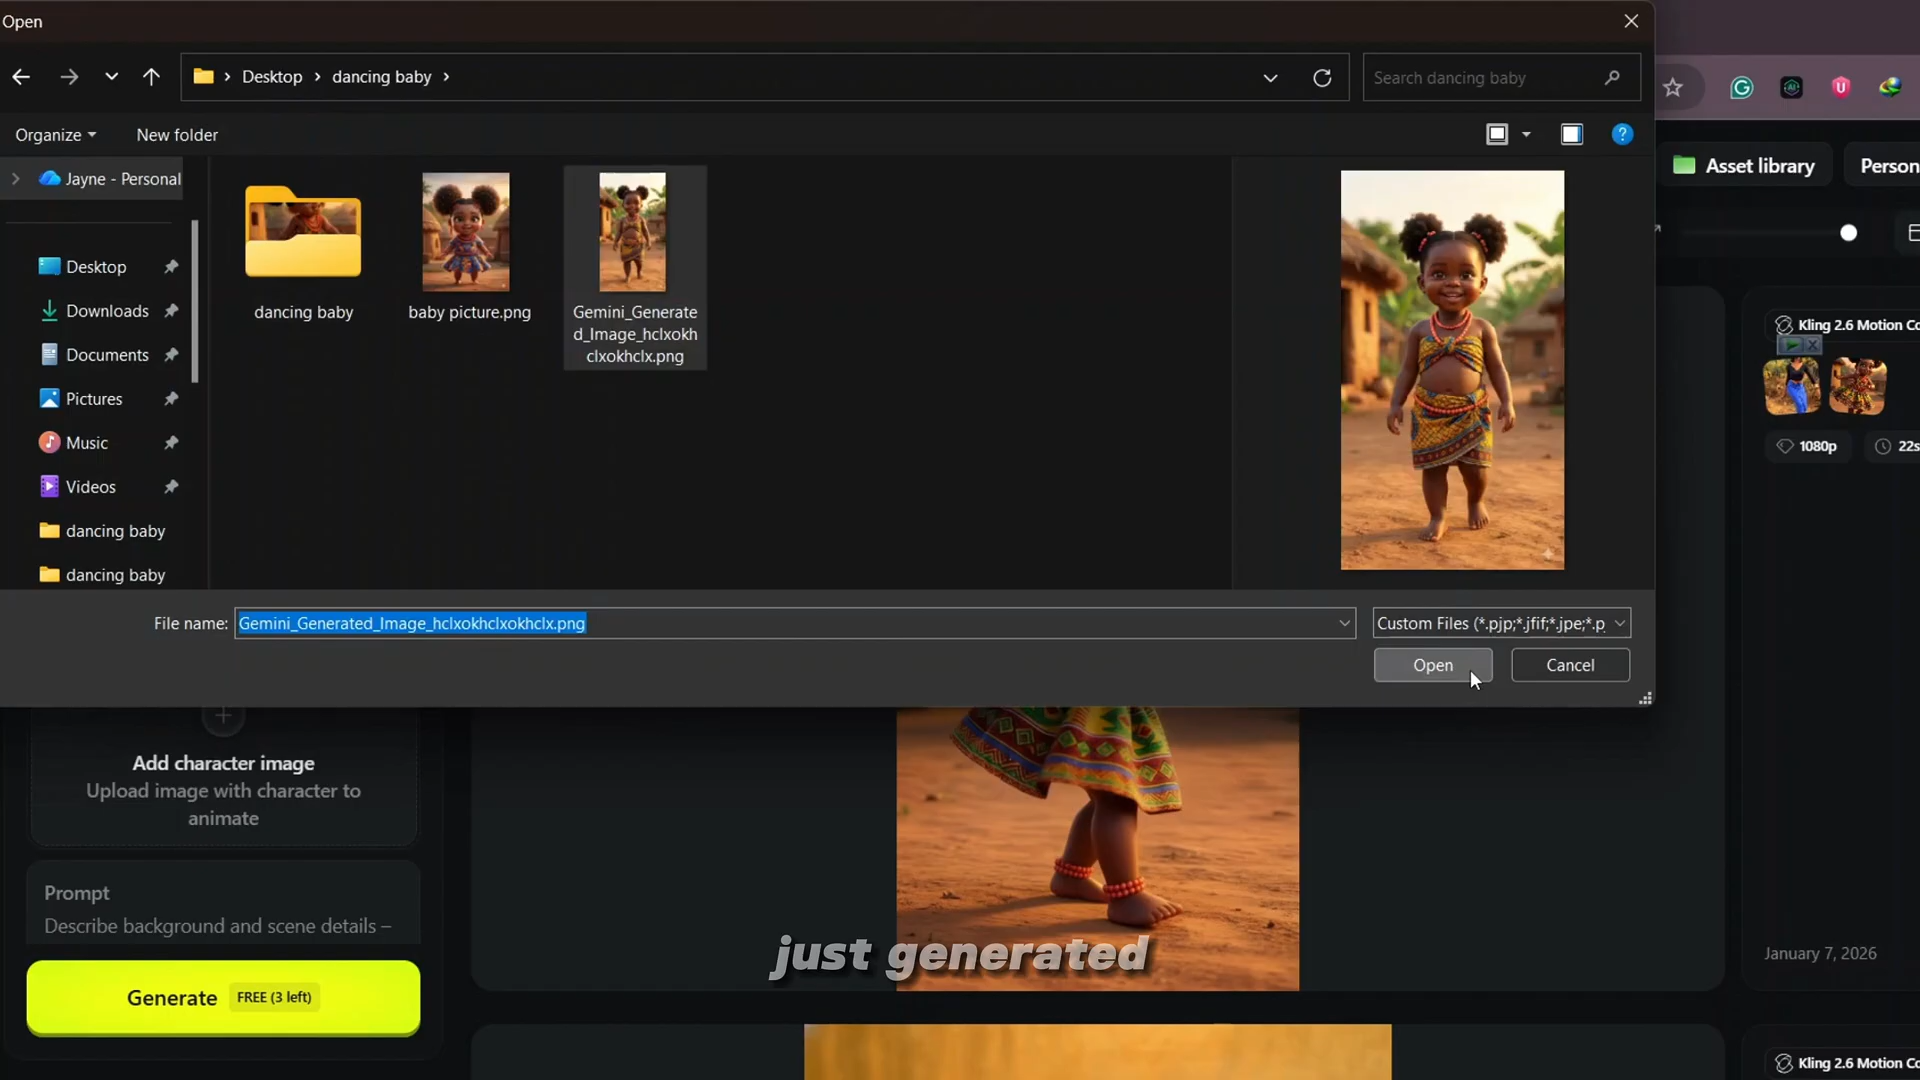 Open
Desktop
dancing baby
Search dancing baby
Organize
New folder
Asset library
Person
Jayne - Personal
Desktop
Downloads
Documents
Pictures
Music
Videos
dancing baby
dancing baby
dancing baby
baby picture.png
Gemini_Generate
d_Image_hclxokh
clxokhclx.png
Kling 2.6 Motion Co
1080p
22s
File name:
Gemini_Generated_Image_hclxokhclxokhclx.png
Custom Files (*.pjp;*.jfif;*.jpe;*.p
Open
Cancel
Add character image
Upload image with character to
animate
Prompt
Describe background and scene details –
Generate
FREE (3 left)
just generated
January 7, 2026
Kling 2.6 Motion Co